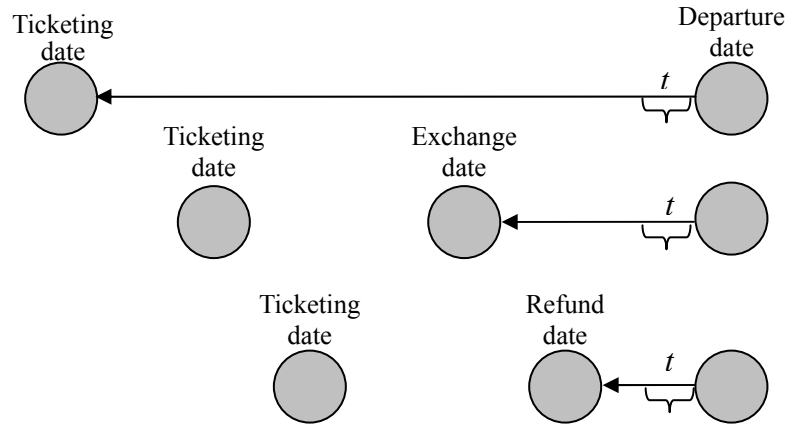 Ticketing
date
Departure
date
t
Ticketing
date
Exchange
date
t
Ticketing
date
Refund
date
t